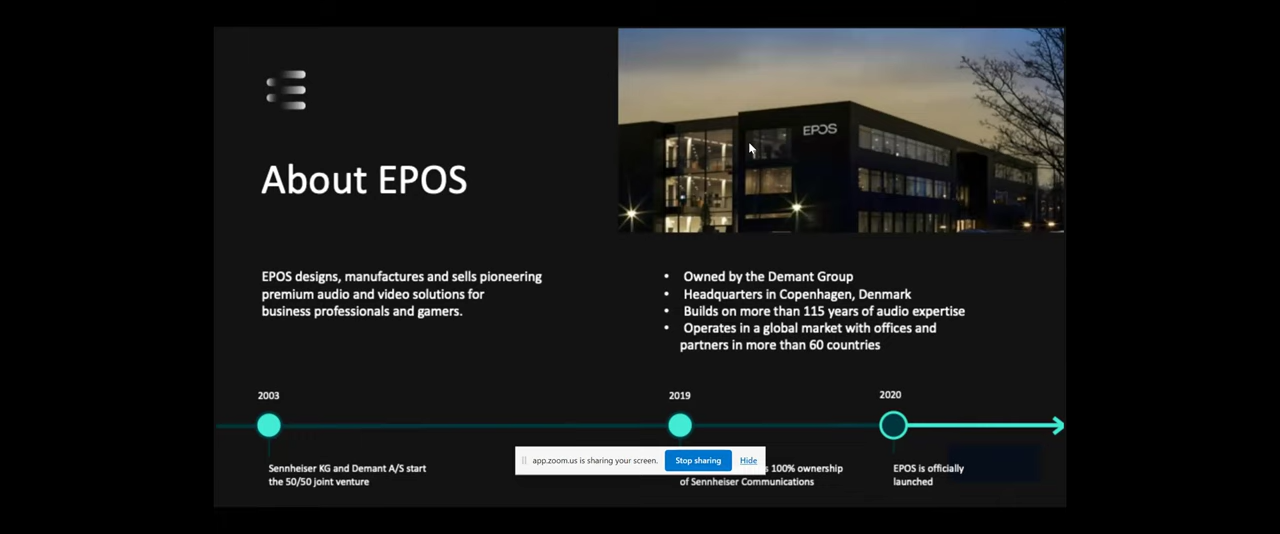 EPOS
About EPOS
EPOS designs, manufactures and sells pioneering
premium audio and video solutions for
business professionals and gamers.
• Owned by the Demant Group
• Headquarters in Copenhagen, Denmark
• Builds on more than 115 years of audio expertise
• Operates in a global market with offices and
partners in more than 60 countries
2003
2019
2020
Sennheiser KG and Demant A/S start
the 50/50 joint venture
app.zoom.us is sharing your screen. Stop sharing Hide
100% ownership
of Sennheiser Communications
EPOS is officially
launched